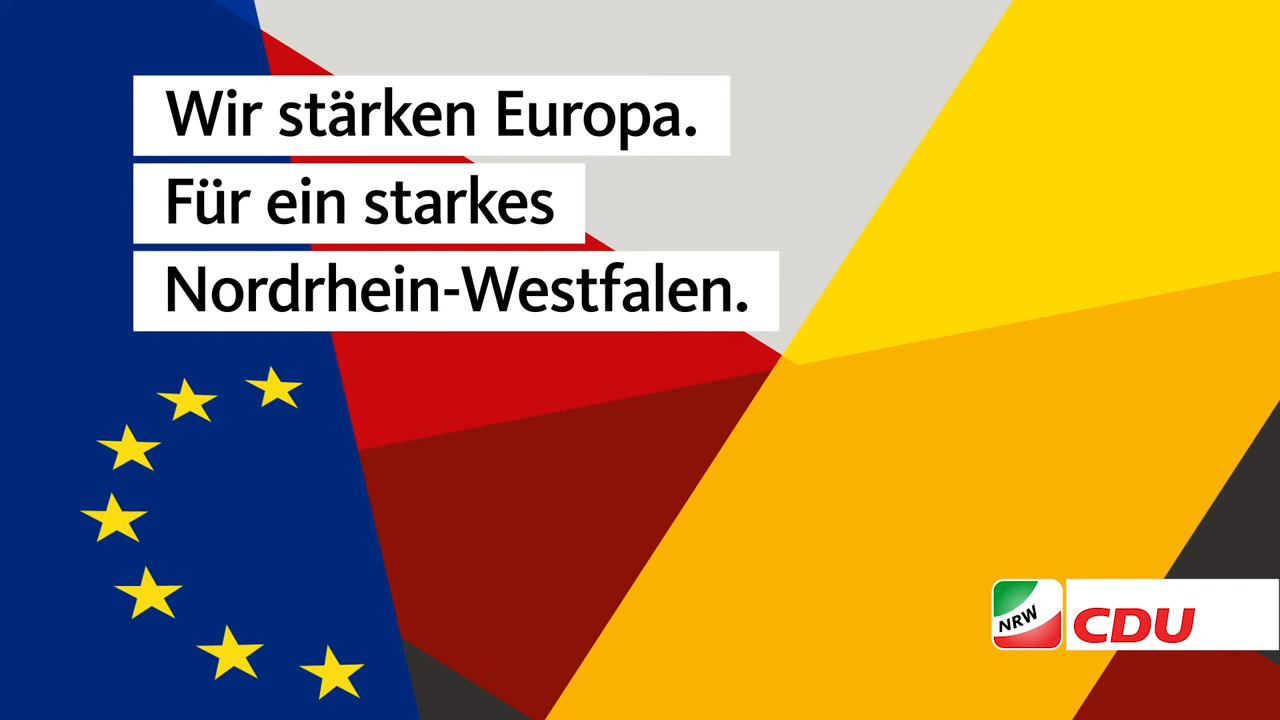 Wir stärken Europa.
Für ein starkes
Nordrhein-Westfalen.
NRW
CDU